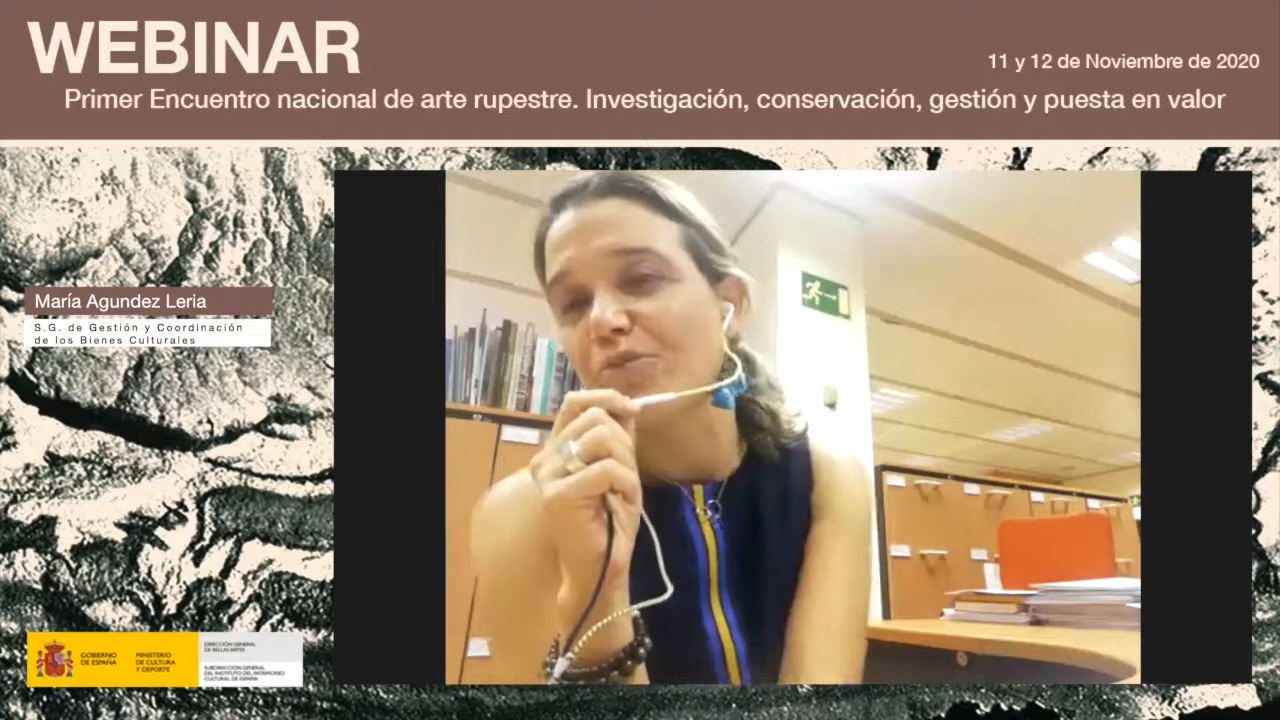 WEBINAR
11 y 12 de Noviembre de 2020
Primer Encuentro nacional de arte rupestre. Investigación, conservación, gestión y puesta en valor
María Agundez Leria
S.G. de Gestión y Coordinación
de los Bienes Culturales
GOBIERNO
DE ESPAÑA
MINISTERIO
DE CULTURA
Y DEPORTE
DIRECCIÓN GENERAL
DE BELLAS ARTES
SUBDIRECCIÓN GENERAL
DEL INSTITUTO DEL PATRIMONIO
CULTURAL DE ESPAÑA